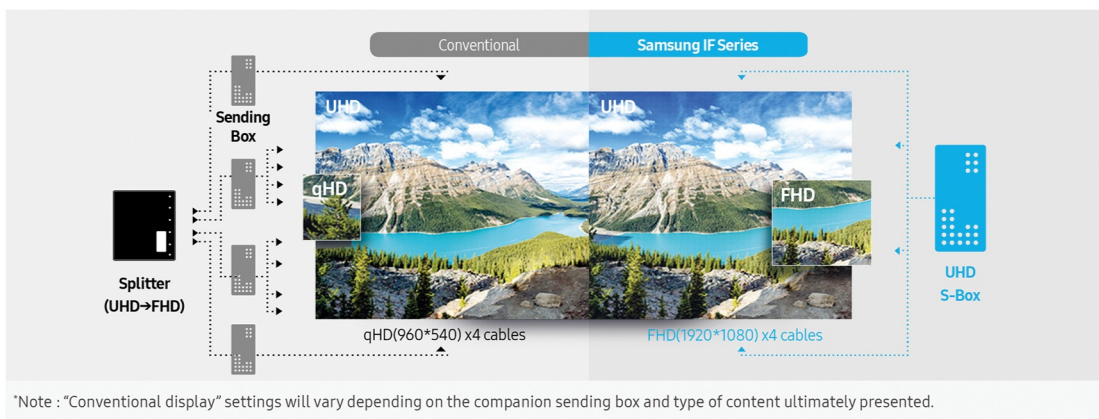 Conventional
Samsung IF Series
Sending
Box
UHD
UHD
qHD
FHD
Splitter
(UHD→FHD)
UHD
S-Box
qHD(960*540) x4 cables
FHD(1920*1080) x4 cables
*Note : “Conventional display” settings will vary depending on the companion sending box and type of content ultimately presented.